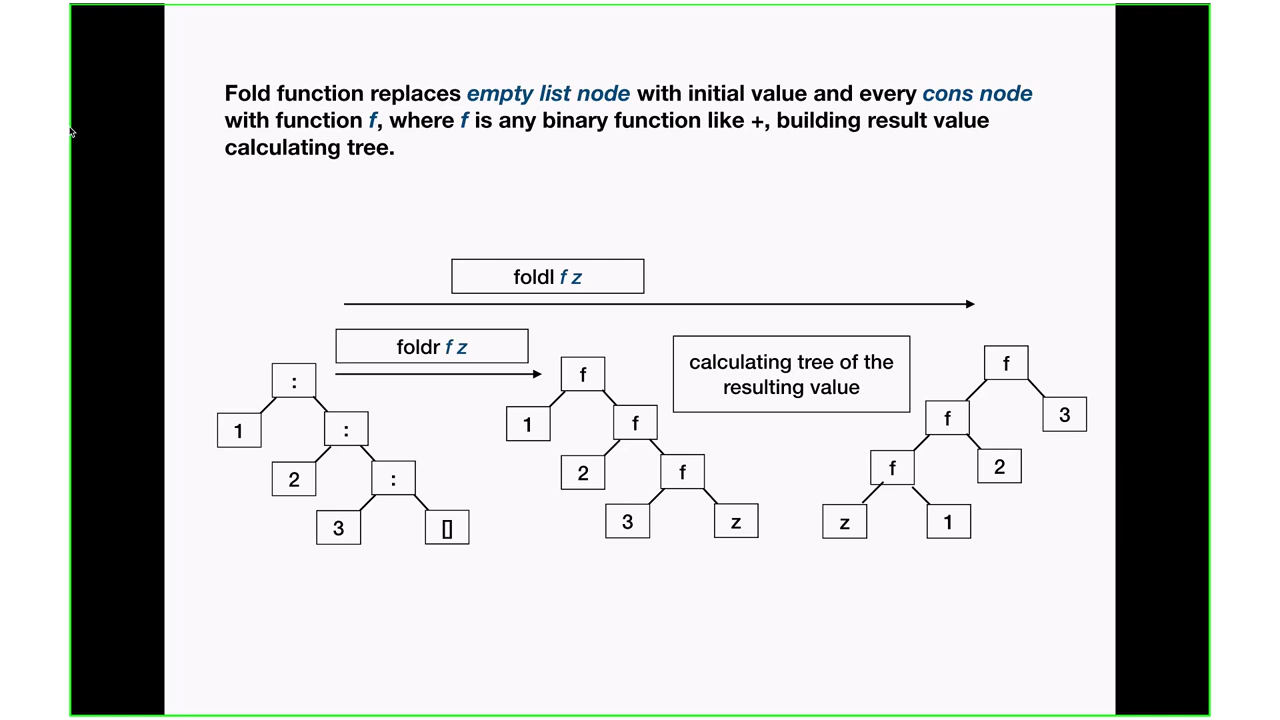 Fold function replaces empty list node with initial value and every cons node
with function f, where f is any binary function like +, building result value
calculating tree.
foldl f z
foldr f z
calculating tree of the
resulting value
:
1
:
2
:
3
[]
f
1
f
2
f
3
z
f
f
3
f
2
z
1